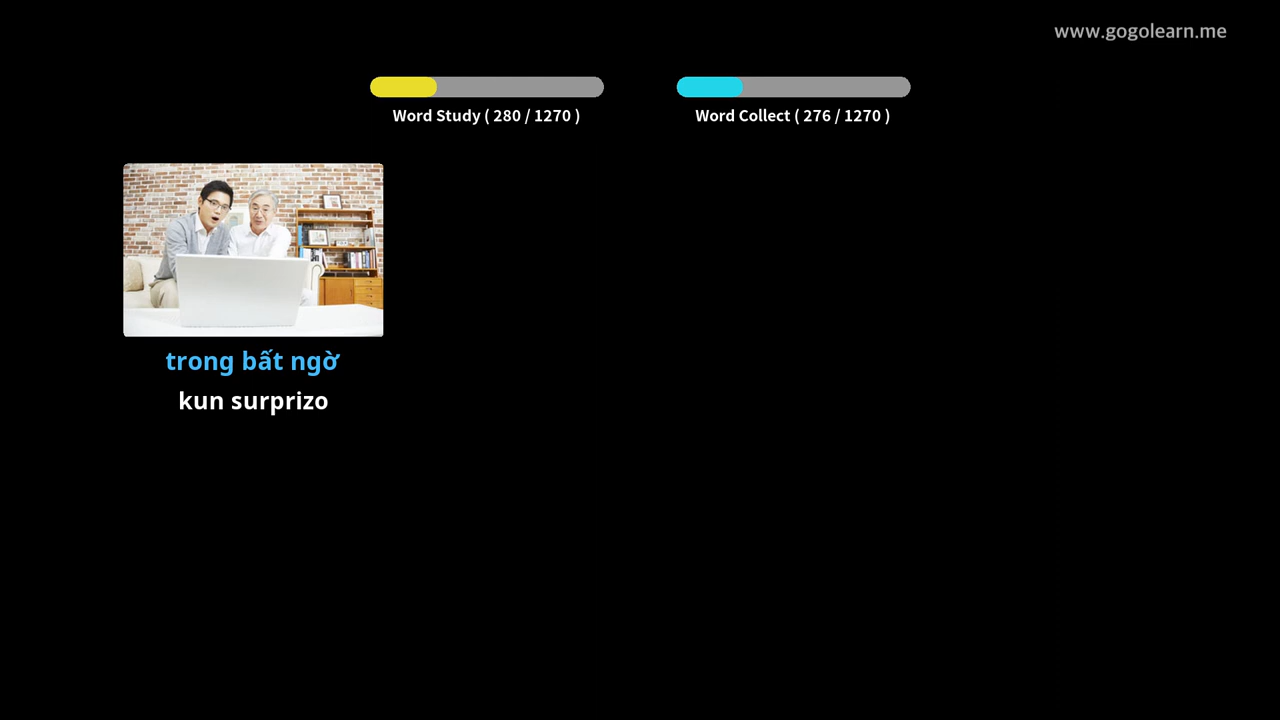 www.gogolearn.me
Word Study ( 280 / 1270 )
Word Collect ( 276 / 1270 )
trong bất ngờ
kun surprizo